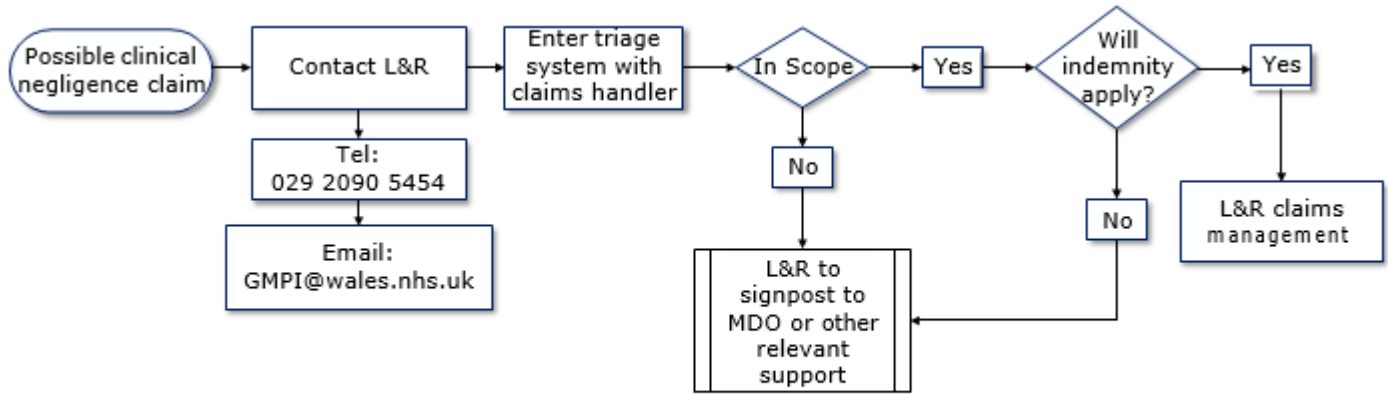 Possible clinical
negligence claim
Contact L&R
Tel:
029 2090 5454
Email:
GMPI@wales.nhs.uk
Enter triage
system with
claims handler
In Scope
Yes
No
Will
indemnity
apply?
Yes
No
L&R claims
management
L&R to
signpost to
MDO or other
relevant
support